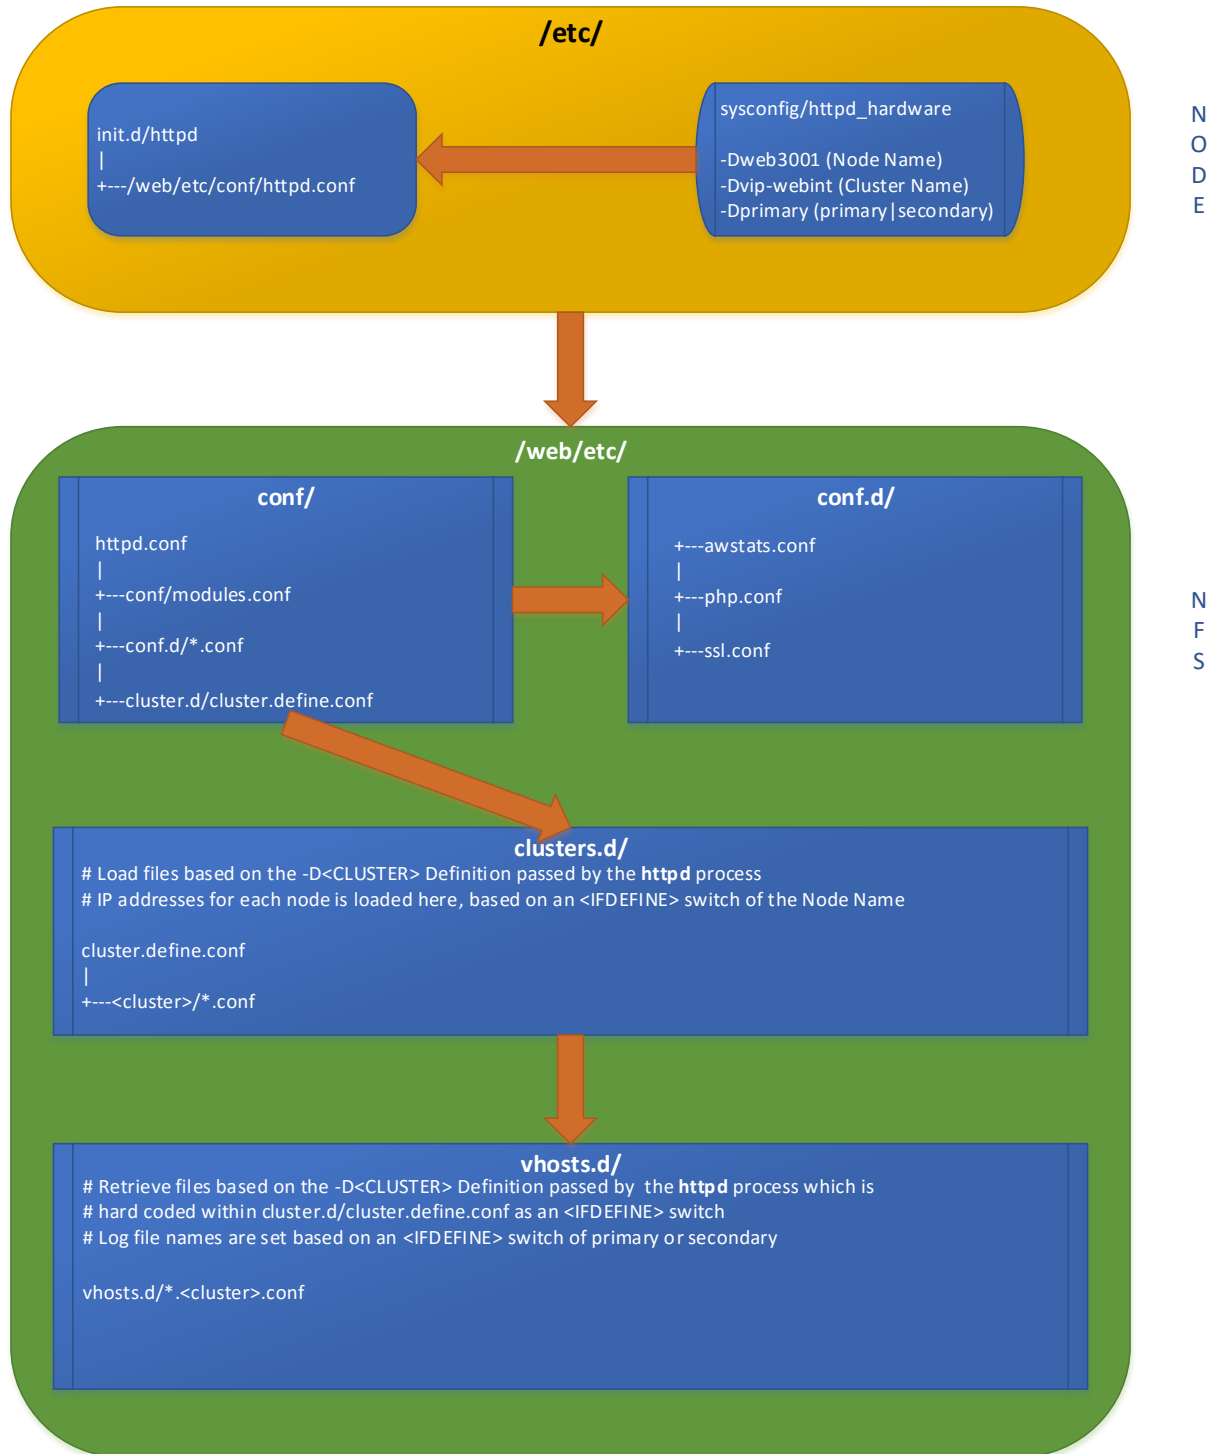 /etc/
init.d/httpd
|
+---/web/etc/conf/httpd.conf
sysconfig/httpd_hardware
-Dweb3001 (Node Name)
-Dvip-webint (Cluster Name)
-Dprimary (primary|secondary)
N
O
D
E
/web/etc/
conf/
httpd.conf
|
+---conf/modules.conf
|
+---conf.d/*.conf
|
+---cluster.d/cluster.define.conf
conf.d/
+---awstats.conf
|
+---php.conf
|
+---ssl.conf
N
F
S
clusters.d/
# Load files based on the -D<CLUSTER> Definition passed by the httpd process
# IP addresses for each node is loaded here, based on an <IFDEFINE> switch of the Node Name
cluster.define.conf
|
+---<cluster>/*.conf
vhosts.d/
# Retrieve files based on the -D<CLUSTER> Definition passed by the httpd process which is
# hard coded within cluster.d/cluster.define.conf as an <IFDEFINE> switch
# Log file names are set based on an <IFDEFINE> switch of primary or secondary
vhosts.d/*.<cluster>.conf